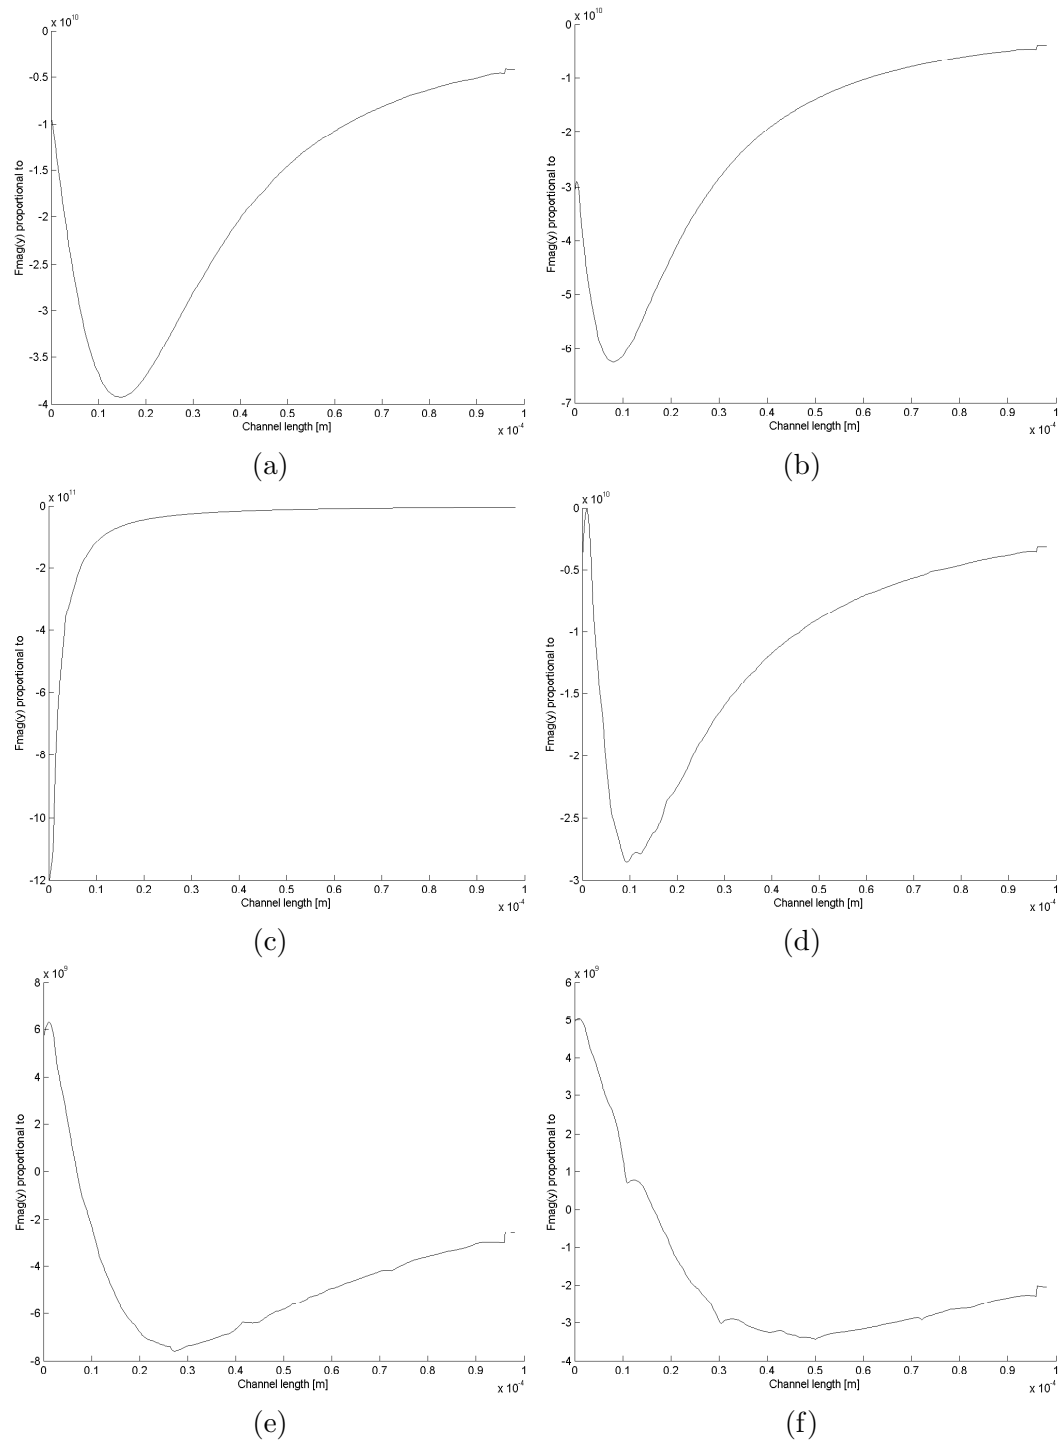 x 10^10
0
-0.5
-1
-1.5
-2
-2.5
-3
-3.5
-4
Fmag(y) proportional to
0 0.1 0.2 0.3 0.4 0.5 0.6 0.7 0.8 0.9 1
Channel length [m]
x 10^-4
(a)
x 10^10
0
-1
-2
-3
-4
-5
-6
-7
Fmag(y) proportional to
0 0.1 0.2 0.3 0.4 0.5 0.6 0.7 0.8 0.9 1
Channel length [m]
x 10^-4
(b)
x 10^11
0
-2
-4
-6
-8
-10
-12
Fmag(y) proportional to
0 0.1 0.2 0.3 0.4 0.5 0.6 0.7 0.8 0.9 1
Channel length [m]
x 10^-4
(c)
x 10^10
0
-0.5
-1
-1.5
-2
-2.5
-3
Fmag(y) proportional to
0 0.1 0.2 0.3 0.4 0.5 0.6 0.7 0.8 0.9 1
Channel length [m]
x 10^-4
(d)
x 10^9
8
6
4
2
0
-2
-4
-6
-8
Fmag(y) proportional to
0 0.1 0.2 0.3 0.4 0.5 0.6 0.7 0.8 0.9 1
Channel length [m]
x 10^-4
(e)
x 10^9
6
5
4
3
2
1
0
-1
-2
-3
-4
Fmag(y) proportional to
0 0.1 0.2 0.3 0.4 0.5 0.6 0.7 0.8 0.9 1
Channel length [m]
x 10^-4
(f)